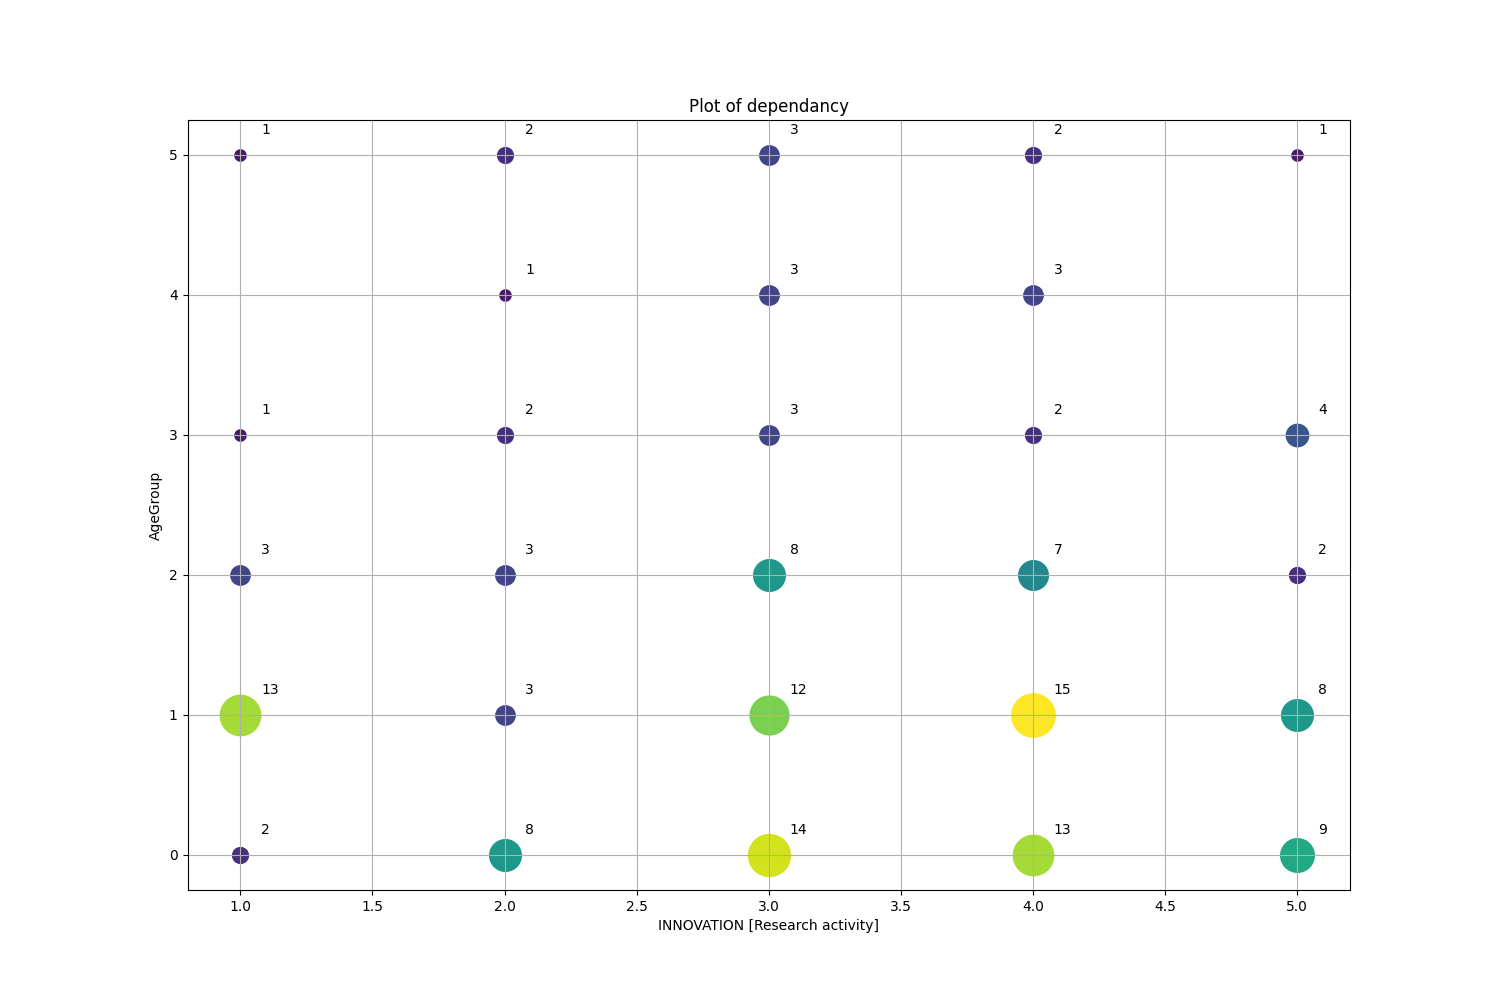 Plot of dependancy
1 2 3 2 1
5
1 3 3
4
1 2 3 2 4
3
3 3 8 7 2
2
13 3 12 15 8
1
2 8 14 13 9
0
AgeGroup
1.0 1.5 2.0 2.5 3.0 3.5 4.0 4.5 5.0
INNOVATION [Research activity]